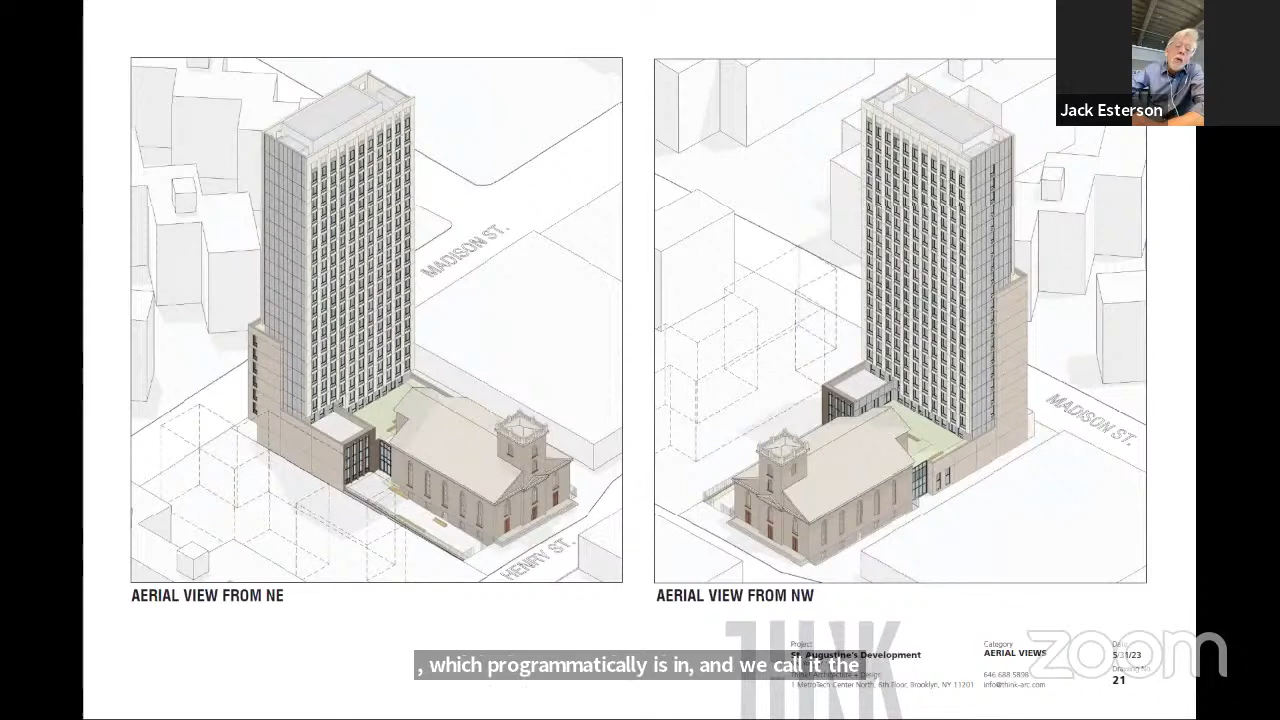 Jack Esterson
MADISON ST.
HENRY ST.
MADISON ST.
AERIAL VIEW FROM NE
AERIAL VIEW FROM NW
THINK
Project
St. Augustine's Development
Category
AERIAL VIEWS
Date
5/31/23
Think! Architecture + Design
1 MetroTech Center North, 6th Floor, Brooklyn, NY 11201
646.688.5898
info@think-arc.com
Drawing No.
21
, which programmatically is in, and we call it the
zoom